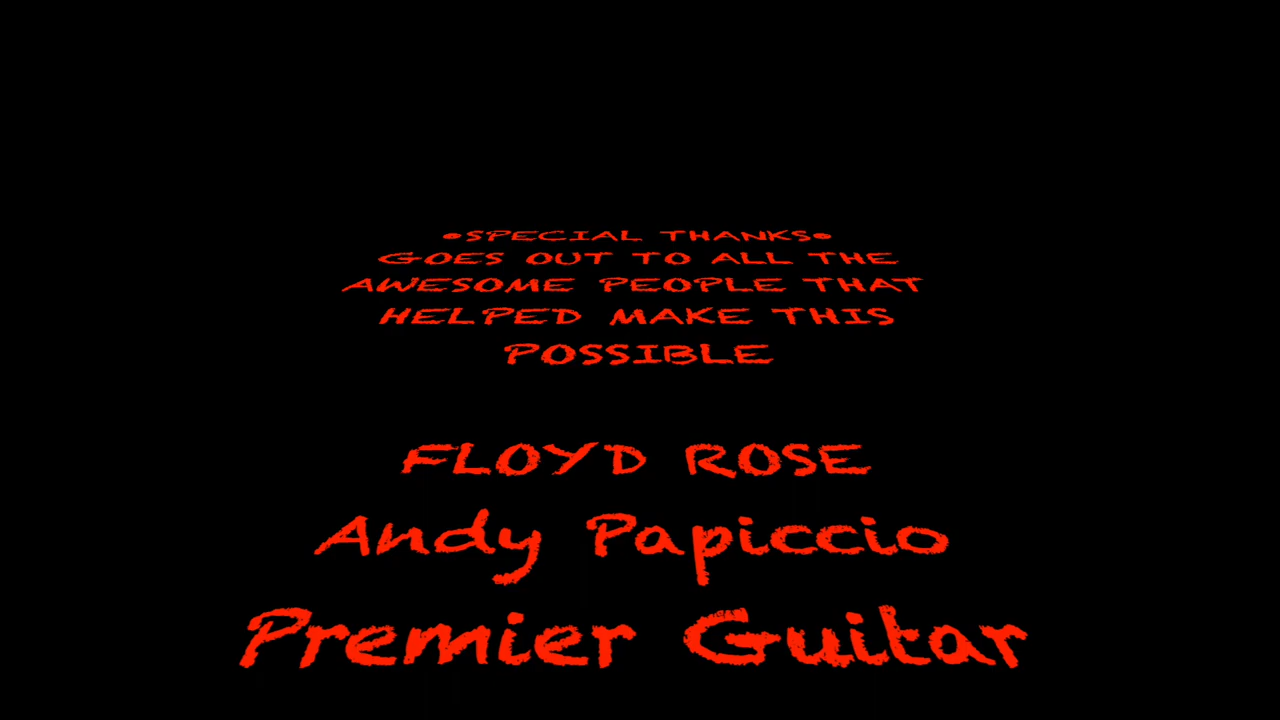 •SPECIAL THANKS•
GOES OUT TO ALL THE
AWESOME PEOPLE THAT
HELPED MAKE THIS
POSSIBLE
FLOYD ROSE
Andy Papiccio
Premier Guitar